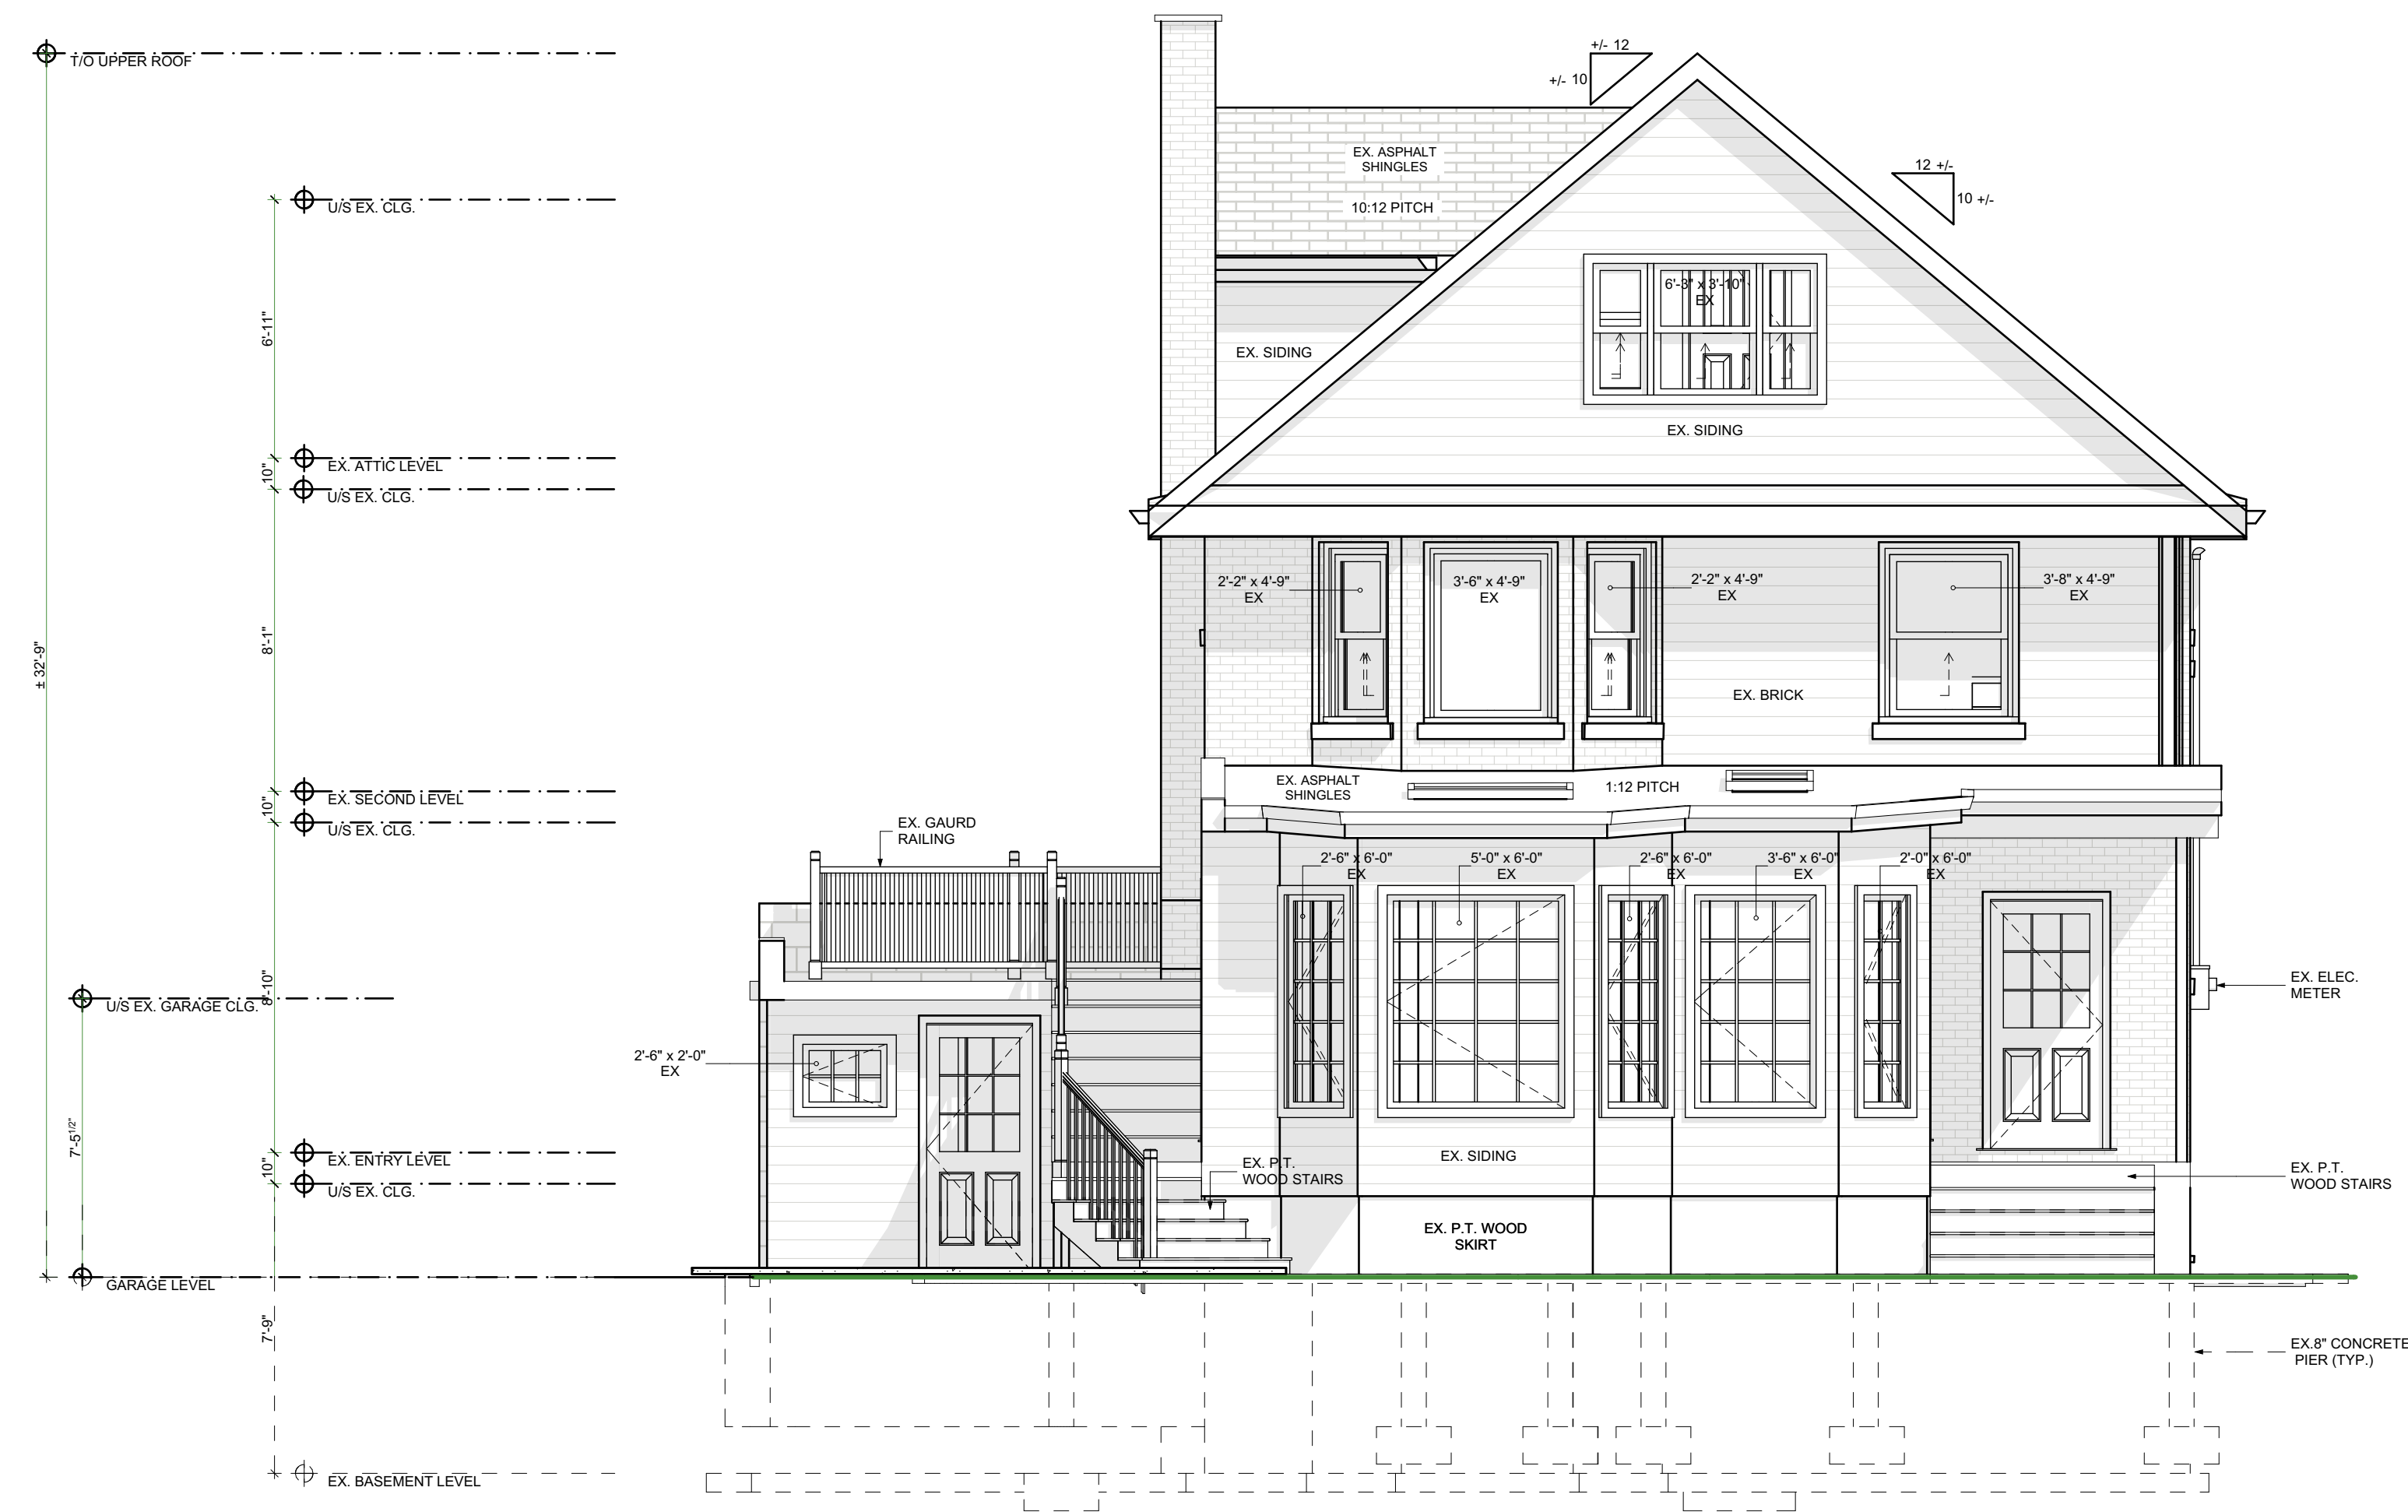 T/O UPPER ROOF
+/- 12
+/- 10
EX. ASPHALT
SHINGLES
10:12 PITCH
12 +/-
10 +/-
U/S EX. CLG.
6'-3" x 3'-10"
EX
6'-11"
EX. SIDING
EX. SIDING
EX. ATTIC LEVEL
10"
U/S EX. CLG.
2'-2" x 4'-9"
EX
3'-6" x 4'-9"
EX
2'-2" x 4'-9"
EX
3'-8" x 4'-9"
EX
8'-1"
± 32'-9"
EX. BRICK
EX. ASPHALT
SHINGLES
1:12 PITCH
EX. SECOND LEVEL
10"
U/S EX. CLG.
EX. GAURD
RAILING
2'-6" x 6'-0"
EX
5'-0" x 6'-0"
EX
2'-6" x 6'-0"
EX
3'-6" x 6'-0"
EX
2'-0" x 6'-0"
EX
8'-10"
U/S EX. GARAGE CLG.
EX. ELEC.
METER
2'-6" x 2'-0"
EX
7'-5 1/2"
EX. ENTRY LEVEL
10"
U/S EX. CLG.
EX. SIDING
EX. P.T.
WOOD STAIRS
EX. P.T.
WOOD STAIRS
EX. P.T. WOOD
SKIRT
GARAGE LEVEL
7'-9"
EX.8" CONCRETE
PIER (TYP.)
EX. BASEMENT LEVEL